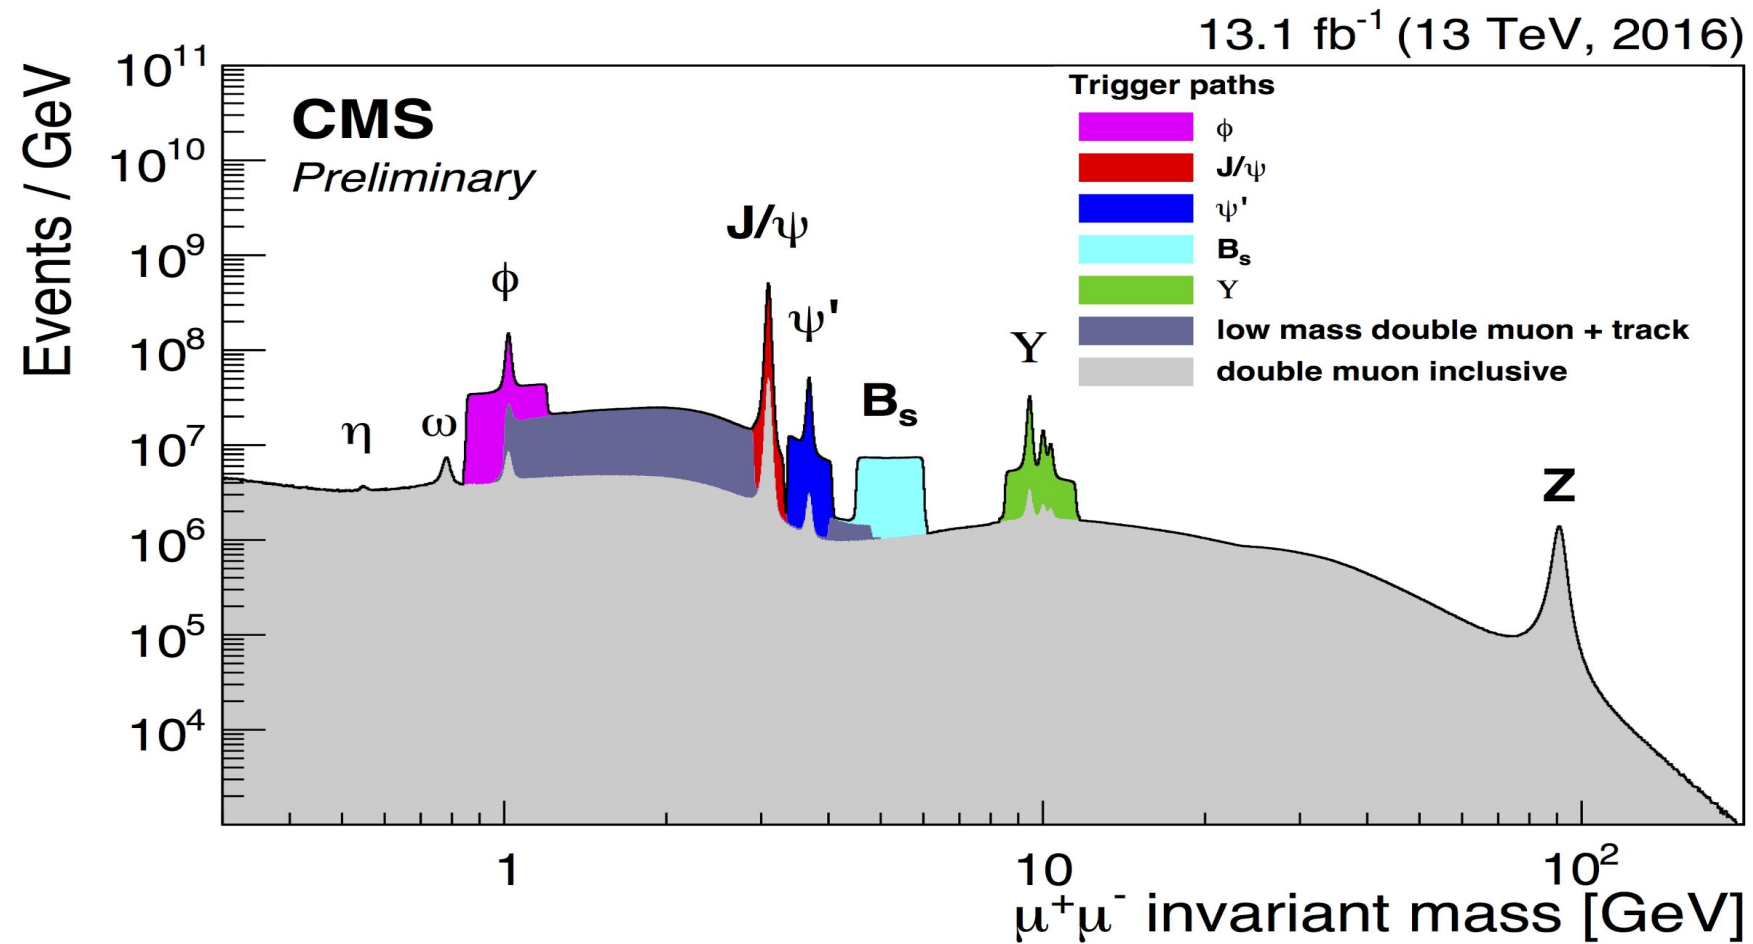 13.1 fb⁻¹ (13 TeV, 2016)
Events / GeV
10¹¹
10¹⁰
10⁹
10⁸
10⁷
10⁶
10⁵
10⁴
CMS
Preliminary
Trigger paths
ϕ
J/ψ
ψ'
Bₛ
Υ
low mass double muon + track
double muon inclusive
η
ω
ϕ
J/ψ
ψ'
Bₛ
Υ
Z
1
10
10²
μ⁺μ⁻ invariant mass [GeV]